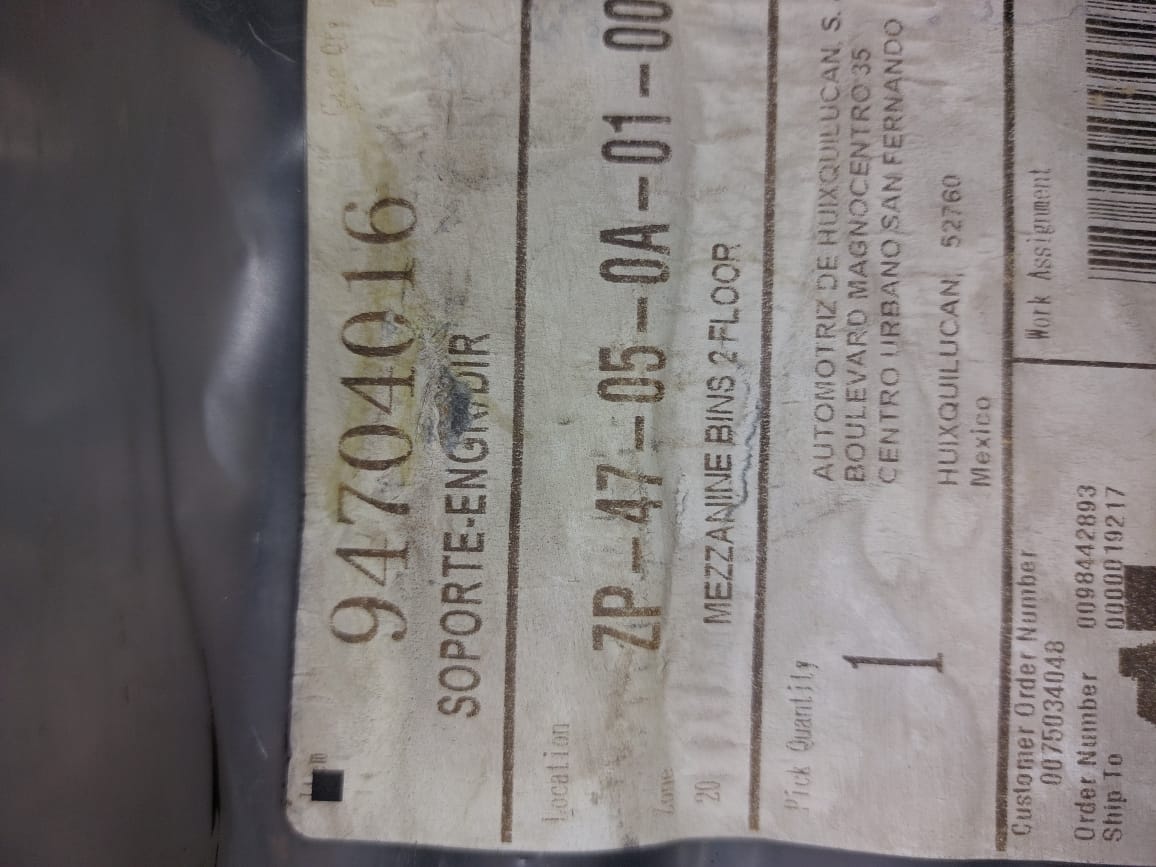 Item
94704016
SOPORTE-ENGR/DIR
Location
ZP-47-05-0A-01-00
Zone
20
MEZZANINE BINS 2 FLOOR
Pick Quantity
1
AUTOMOTRIZ DE HUIXQUILUCAN, S.
BOULEVARD MAGNOCENTRO 35
CENTRO URBANO SAN FERNANDO
HUIXQUILUCAN, 52760
Mexico
Customer Order Number
0075034048
Order Number 0098442893
Ship To 0000019217
Work Assignment